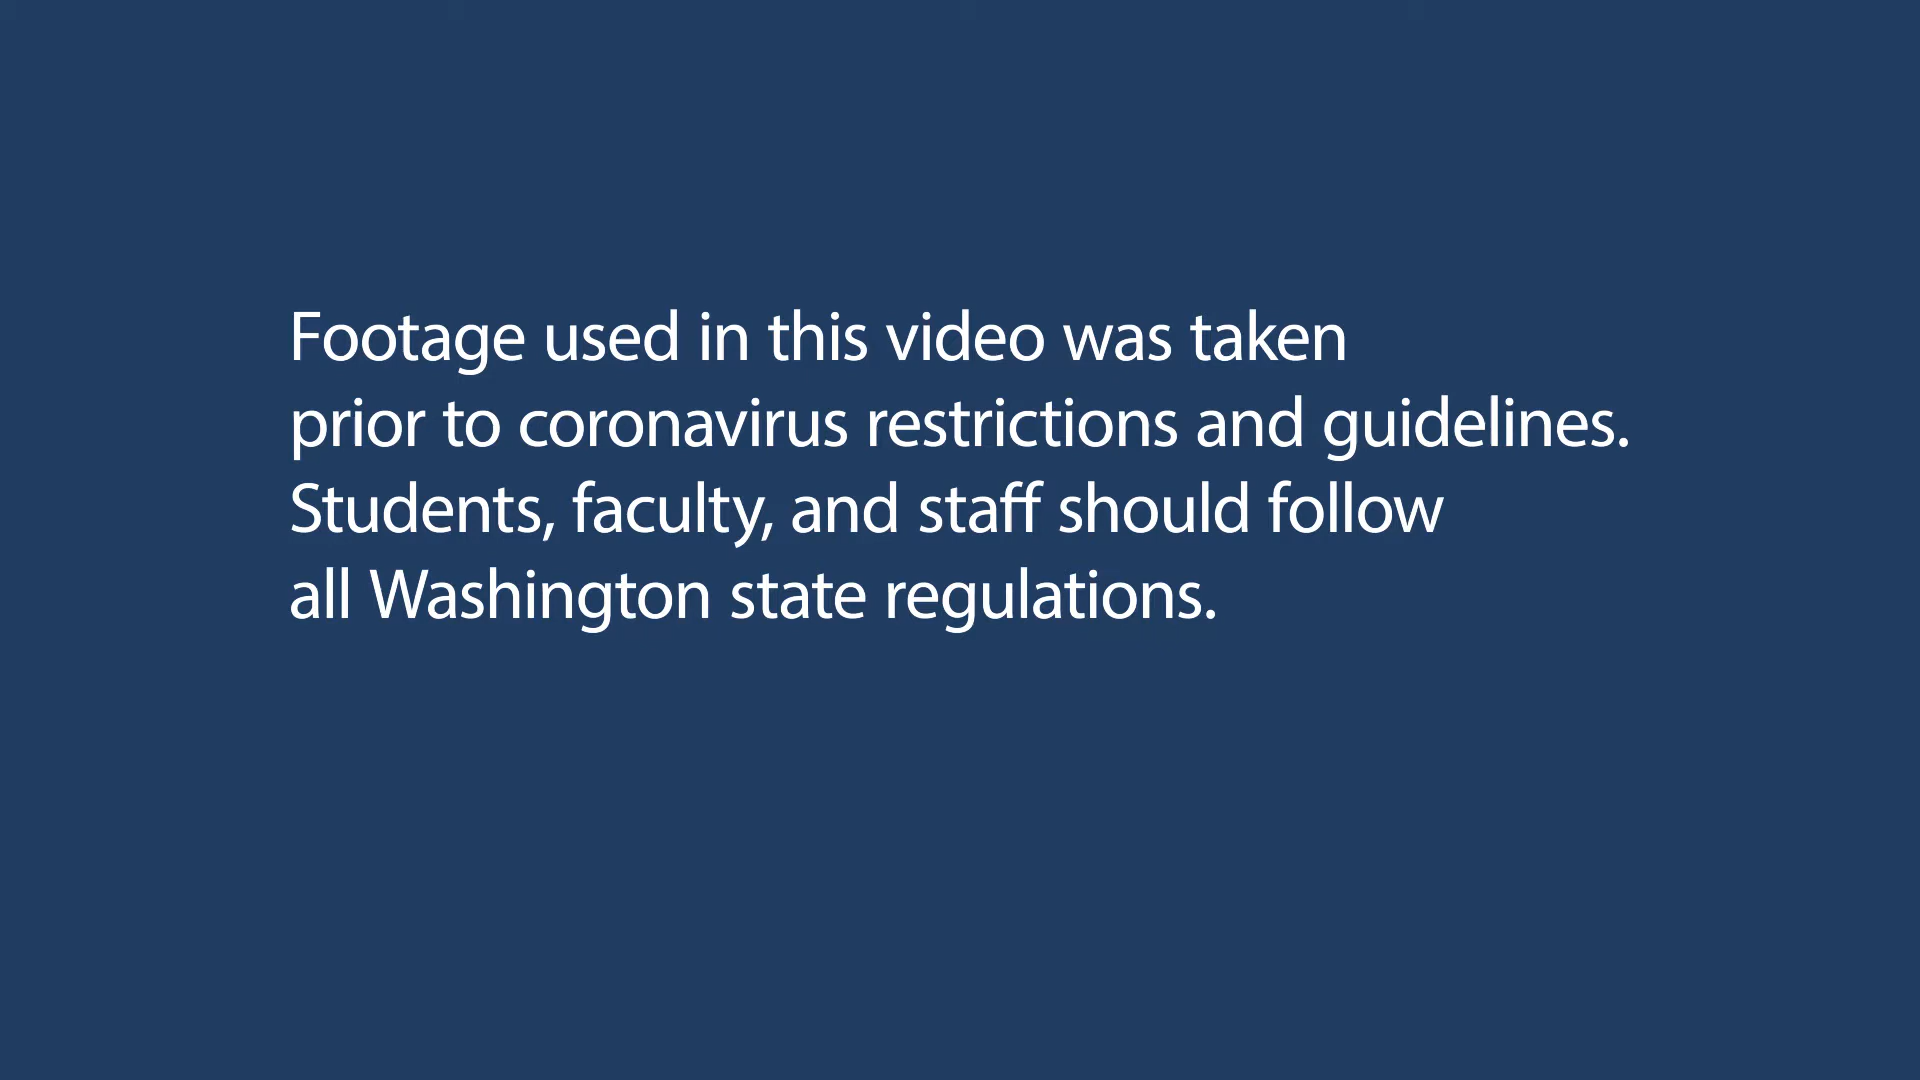 Footage used in this video was taken
prior to coronavirus restrictions and guidelines.
Students, faculty, and staff should follow
all Washington state regulations.